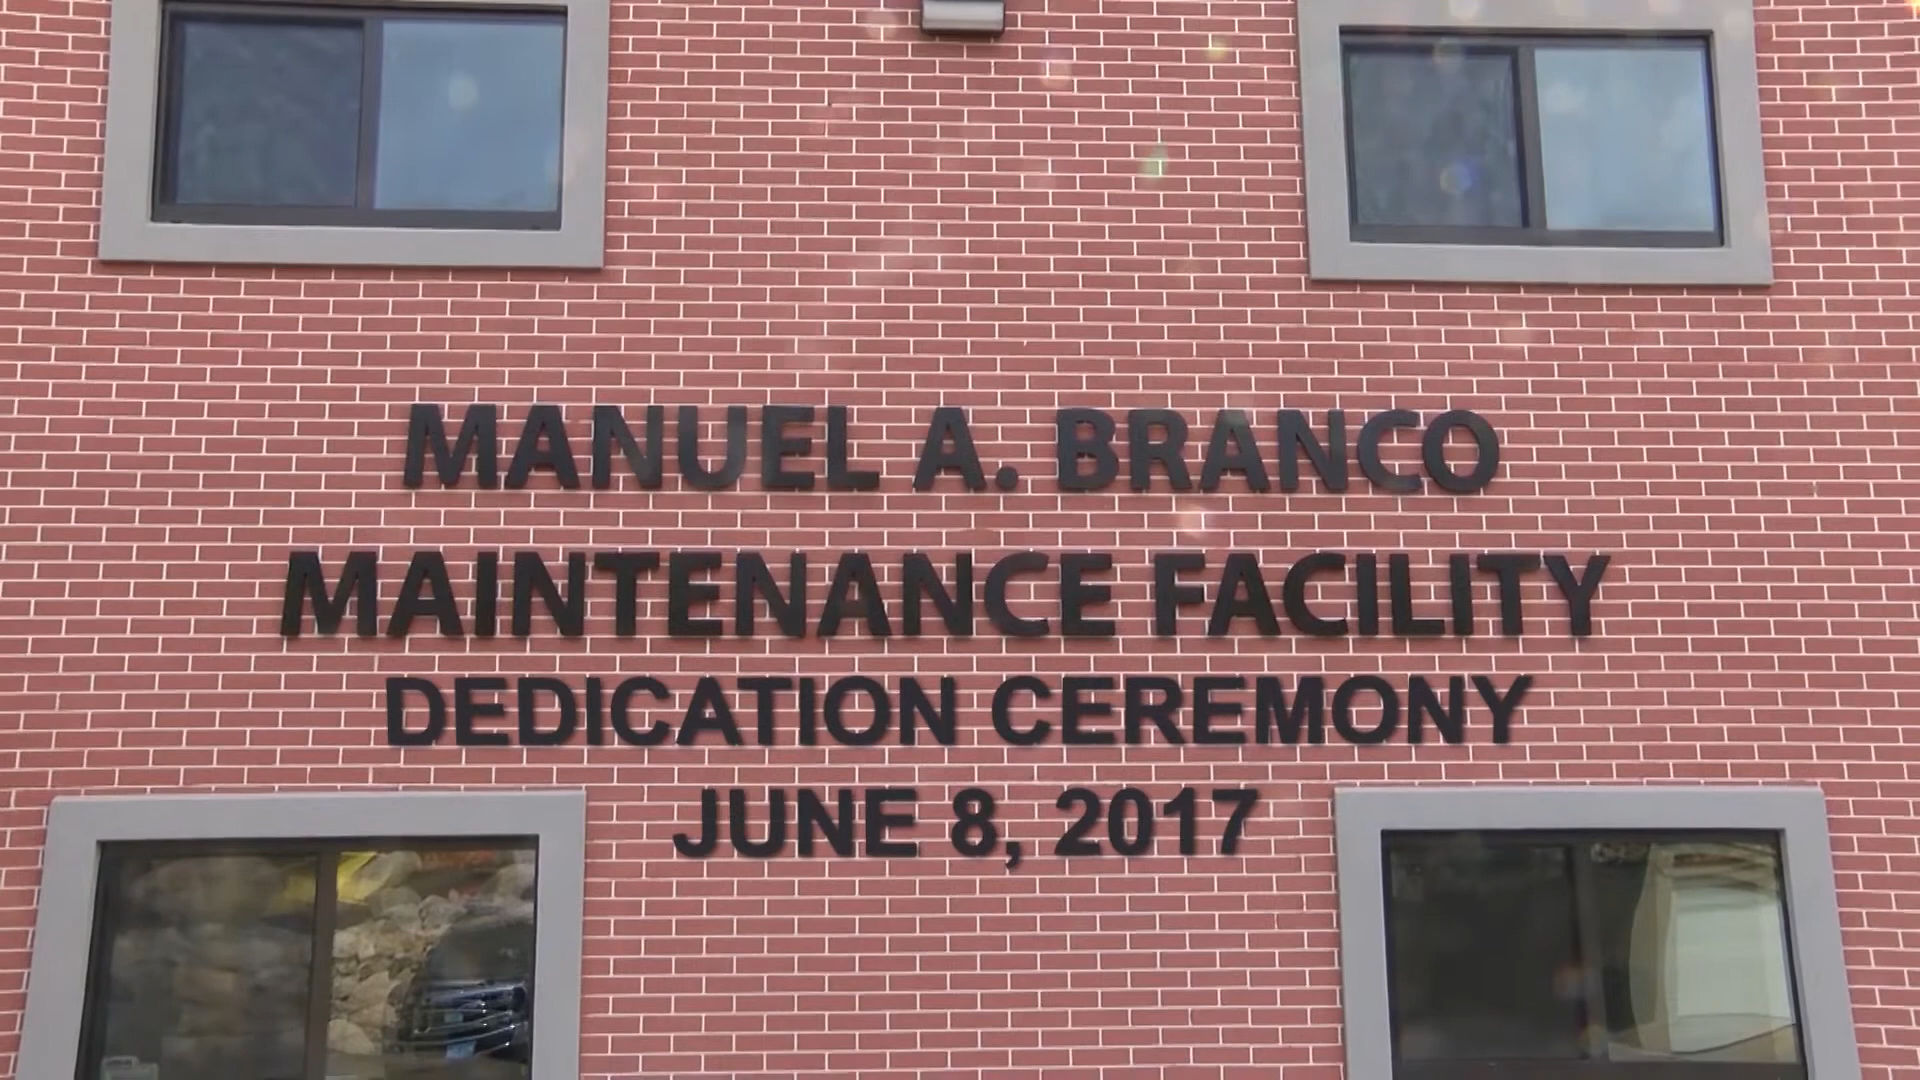 MANUEL A. BRANCO
MAINTENANCE FACILITY
DEDICATION CEREMONY
JUNE 8, 2017